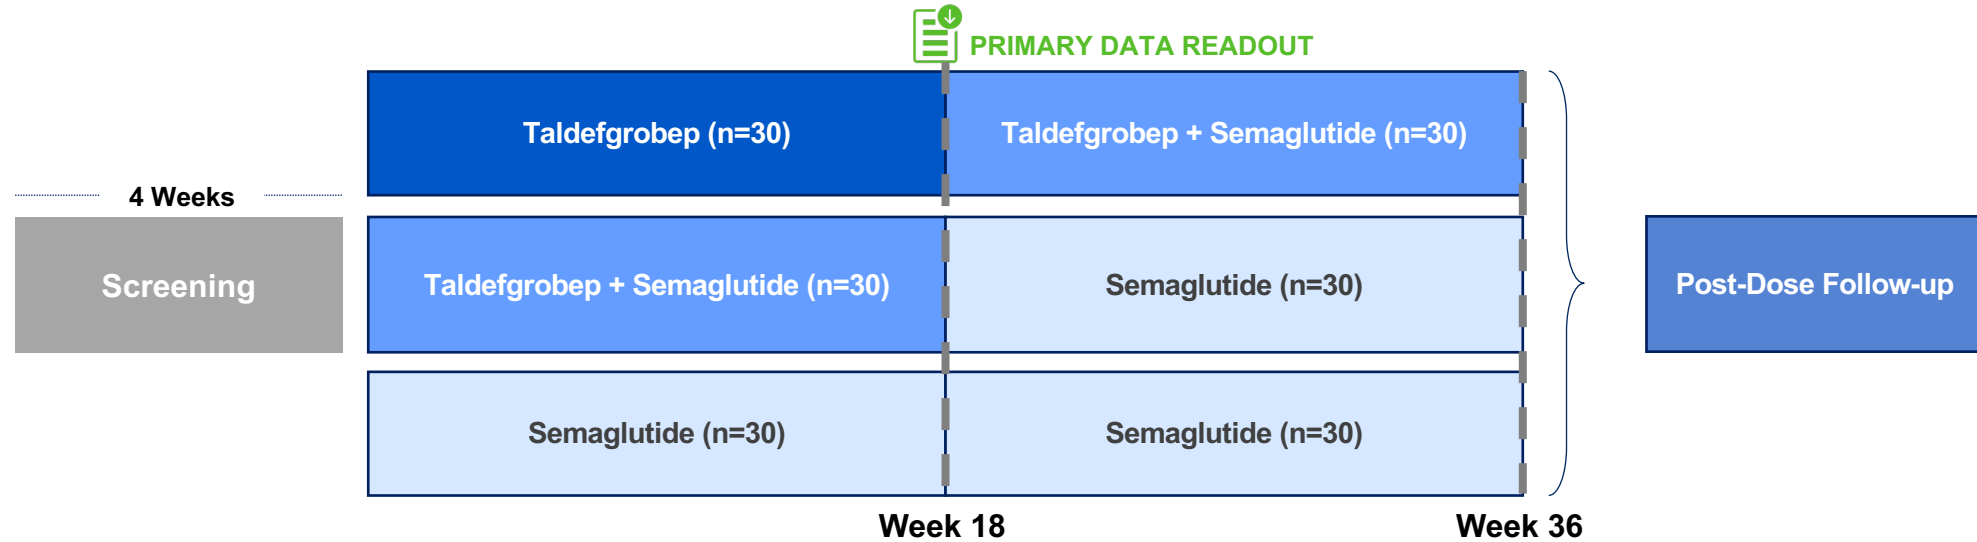 PRIMARY DATA READOUT
Taldefgrobep (n=30)
Taldefgrobep + Semaglutide (n=30)
4 Weeks
Screening
Taldefgrobep + Semaglutide (n=30)
Semaglutide (n=30)
Post-Dose Follow-up
Semaglutide (n=30)
Semaglutide (n=30)
Week 18
Week 36